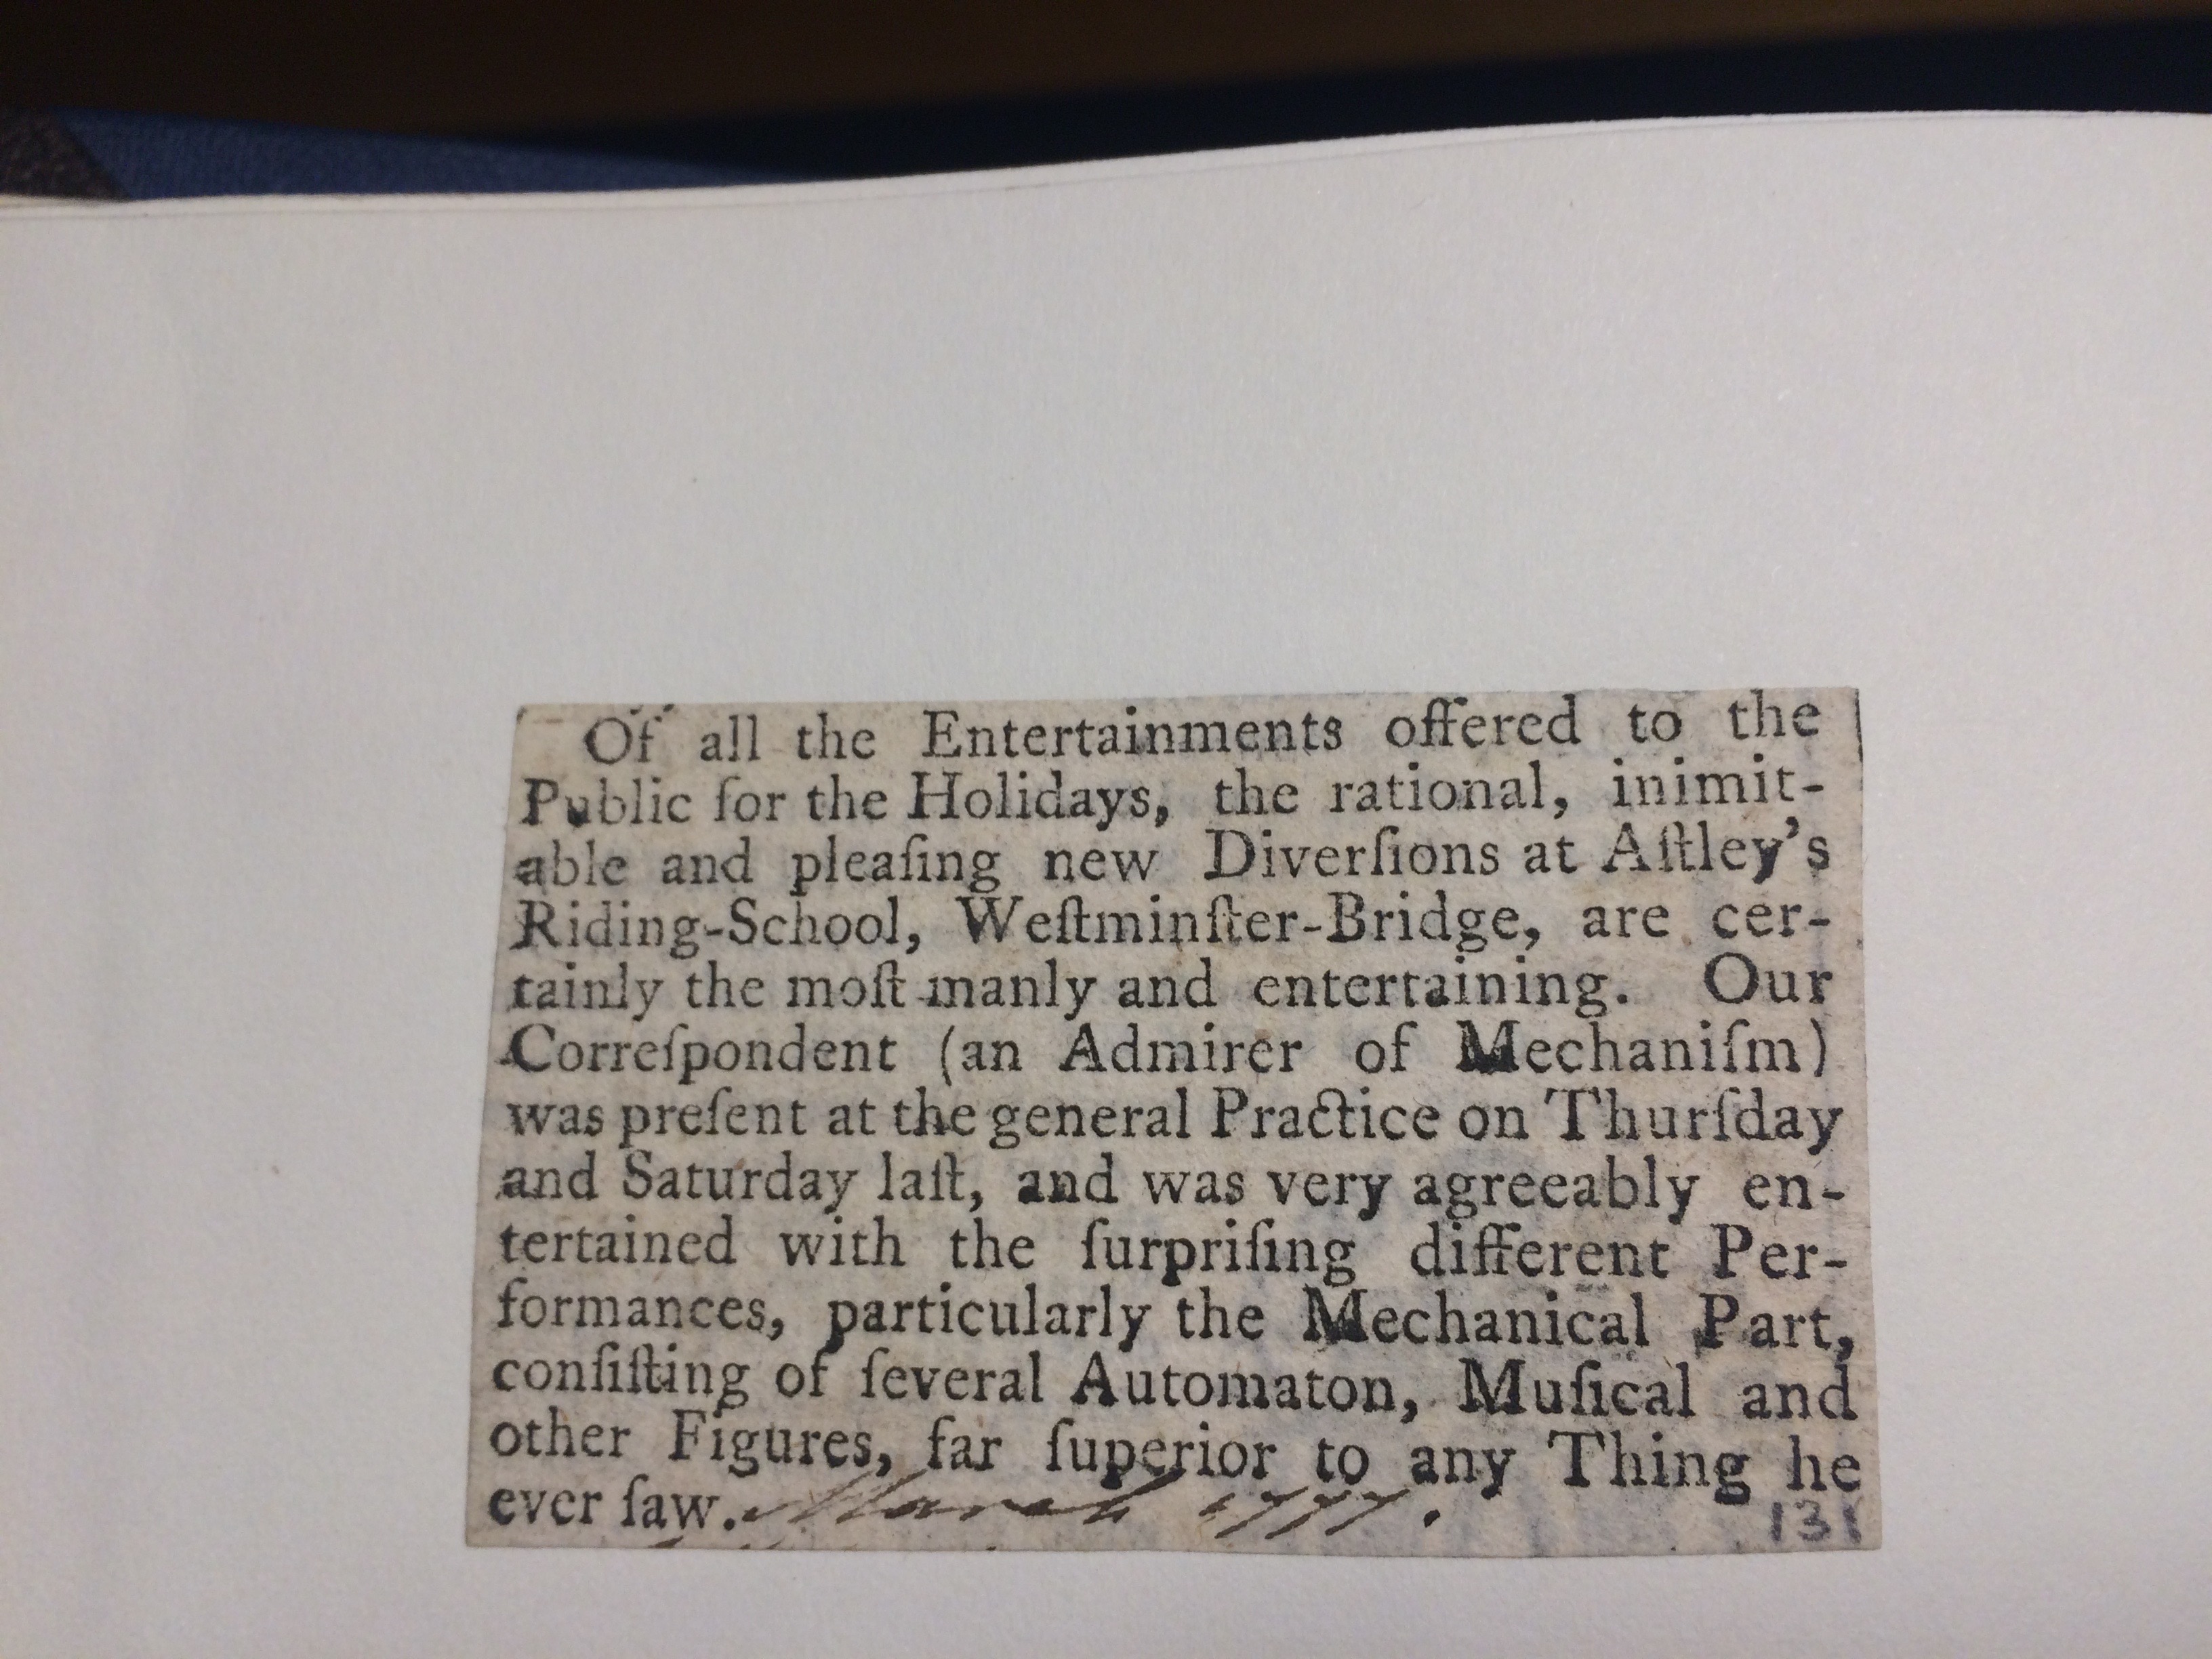 Of all the Entertainments offered to the
Public for the Holidays, the rational, inimit-
able and pleaſing new Diverſions at Aſtley's
Riding-School, Weſtminſter-Bridge, are cer-
tainly the moſt manly and entertaining. Our
Correſpondent (an Admirer of Mechaniſm)
was preſent at the general Practice on Thurſday
and Saturday laſt, and was very agreeably en-
tertained with the ſurpriſing different Per-
formances, particularly the Mechanical Part,
conſiſting of ſeveral Automaton, Muſical and
other Figures, far ſuperior to any Thing he
ever ſaw. March 1777.
131